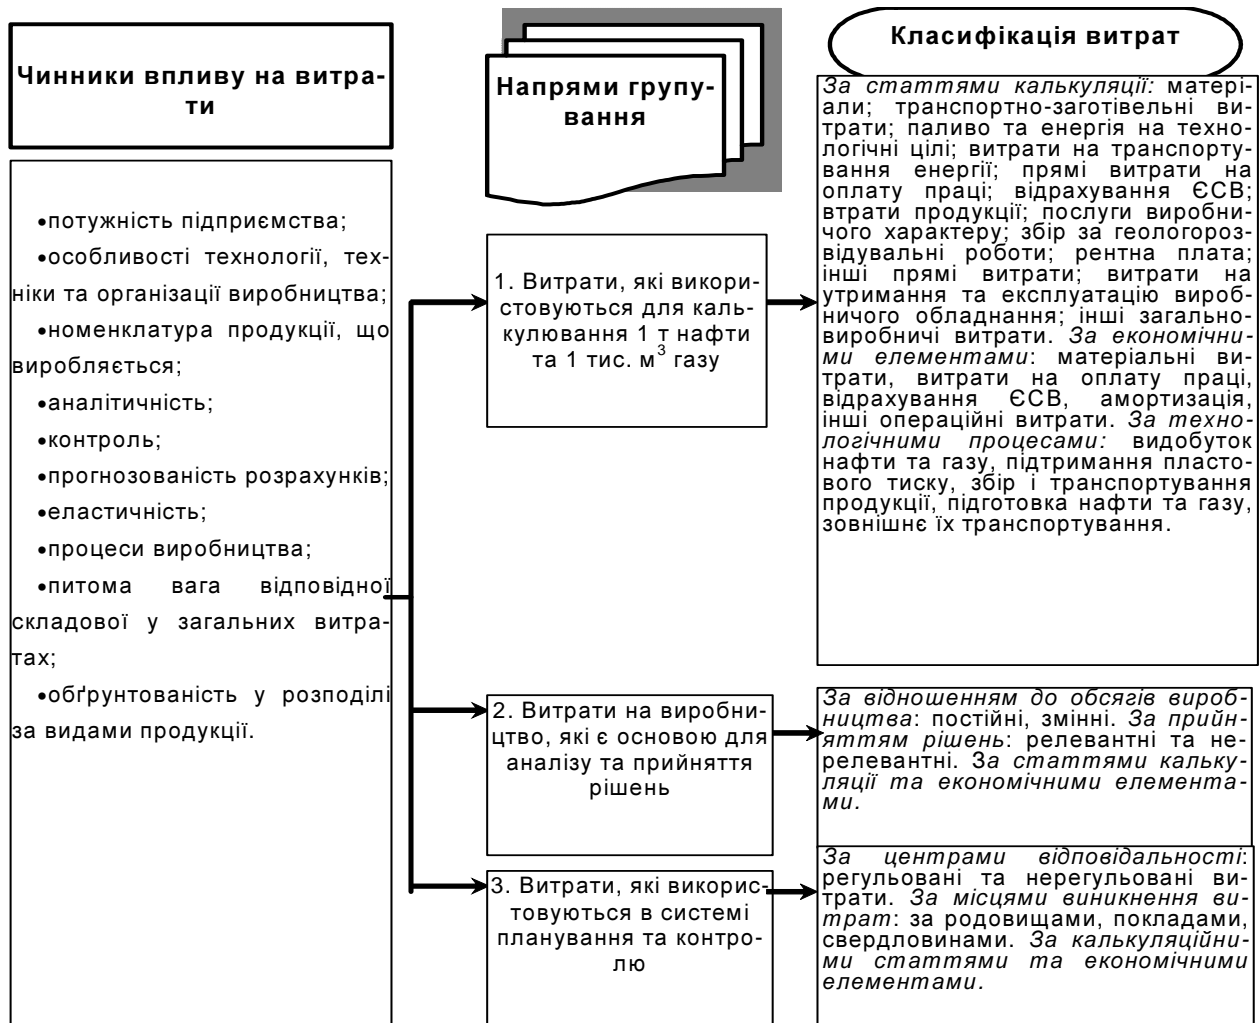 Чинники впливу на витра-
ти
•потужність підприємства;
•особливості технології, тех-
ніки та організації виробництва;
•номенклатура продукції, що
виробляється;
•аналітичність;
•контроль;
•прогнозованість розрахунків;
•еластичність;
•процеси виробництва;
•питома вага відповідної
складової у загальних витра-
тах;
•обґрунтованість у розподілі
за видами продукції.
Напрями групу-
вання
1. Витрати, які викори-
стовуються для каль-
кулювання 1 т нафти
та 1 тис. м³ газу
2. Витрати на виробни-
цтво, які є основою для
аналізу та прийняття
рішень
3. Витрати, які використ-
товуються в системі
планування та контро-
лю
Класифікація витрат
За статтями калькуляції: матері-
али; транспортно-заготівельні ви-
трати; паливо та енергія на техно-
логічні цілі; витрати на транспорту-
вання енергії; прямі витрати на
оплату праці; відрахування ЄСВ;
втрати продукції; послуги виробни-
чого характеру; збір за геологороз-
відувальні роботи; рентна плата;
інші прямі витрати; витрати на
утримання та експлуатацію вироб-
ничого обладнання; інші загально-
виробничі витрати. За економічни-
ми елементами: матеріальні ви-
трати, витрати на оплату праці,
відрахування ЄСВ, амортизація,
інші операційні витрати. За техно-
логічними процесами: видобуток
нафти та газу, підтримання пласто-
вого тиску, збір і транспортування
продукції, підготовка нафти та газу,
зовнішнє їх транспортування.
За відношенням до обсягів вироб-
ництва: постійні, змінні. За прийн-
яттям рішень: релевантні та не-
релевантні. За статтями кальку-
ляції та економічними елемента-
ми.
За центрами відповідальності:
регульовані та нерегульовані ви-
трати. За місцями виникнення ви-
трат: за родовищами, покладами,
свердловинами. За калькуляційни-
ми статтями та економічними
елементами.